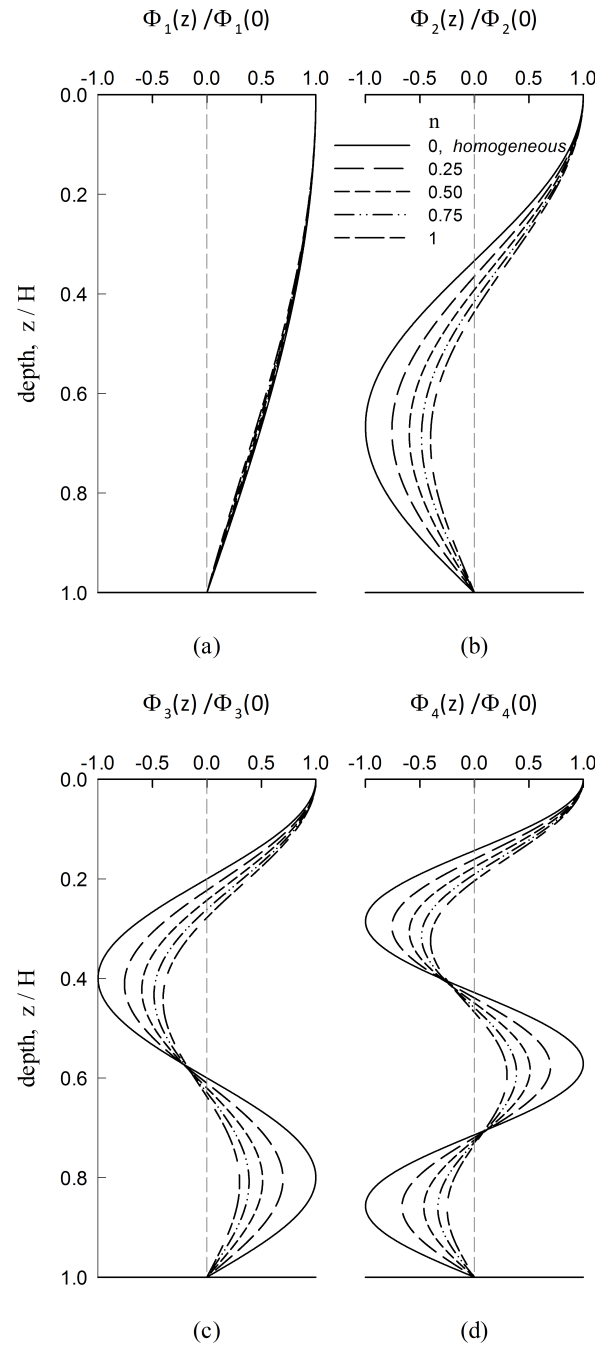 Φ1(z) /Φ1(0)
Φ2(z) /Φ2(0)
-1.0 -0.5 0.0 0.5 1.0
-1.0 -0.5 0.0 0.5 1.0
0.0
0.2
0.4
0.6
0.8
1.0
depth, z / H
n
0, homogeneous
0.25
0.50
0.75
1
(a)
(b)
Φ3(z) /Φ3(0)
Φ4(z) /Φ4(0)
-1.0 -0.5 0.0 0.5 1.0
-1.0 -0.5 0.0 0.5 1.0
0.0
0.2
0.4
0.6
0.8
1.0
depth, z / H
(c)
(d)